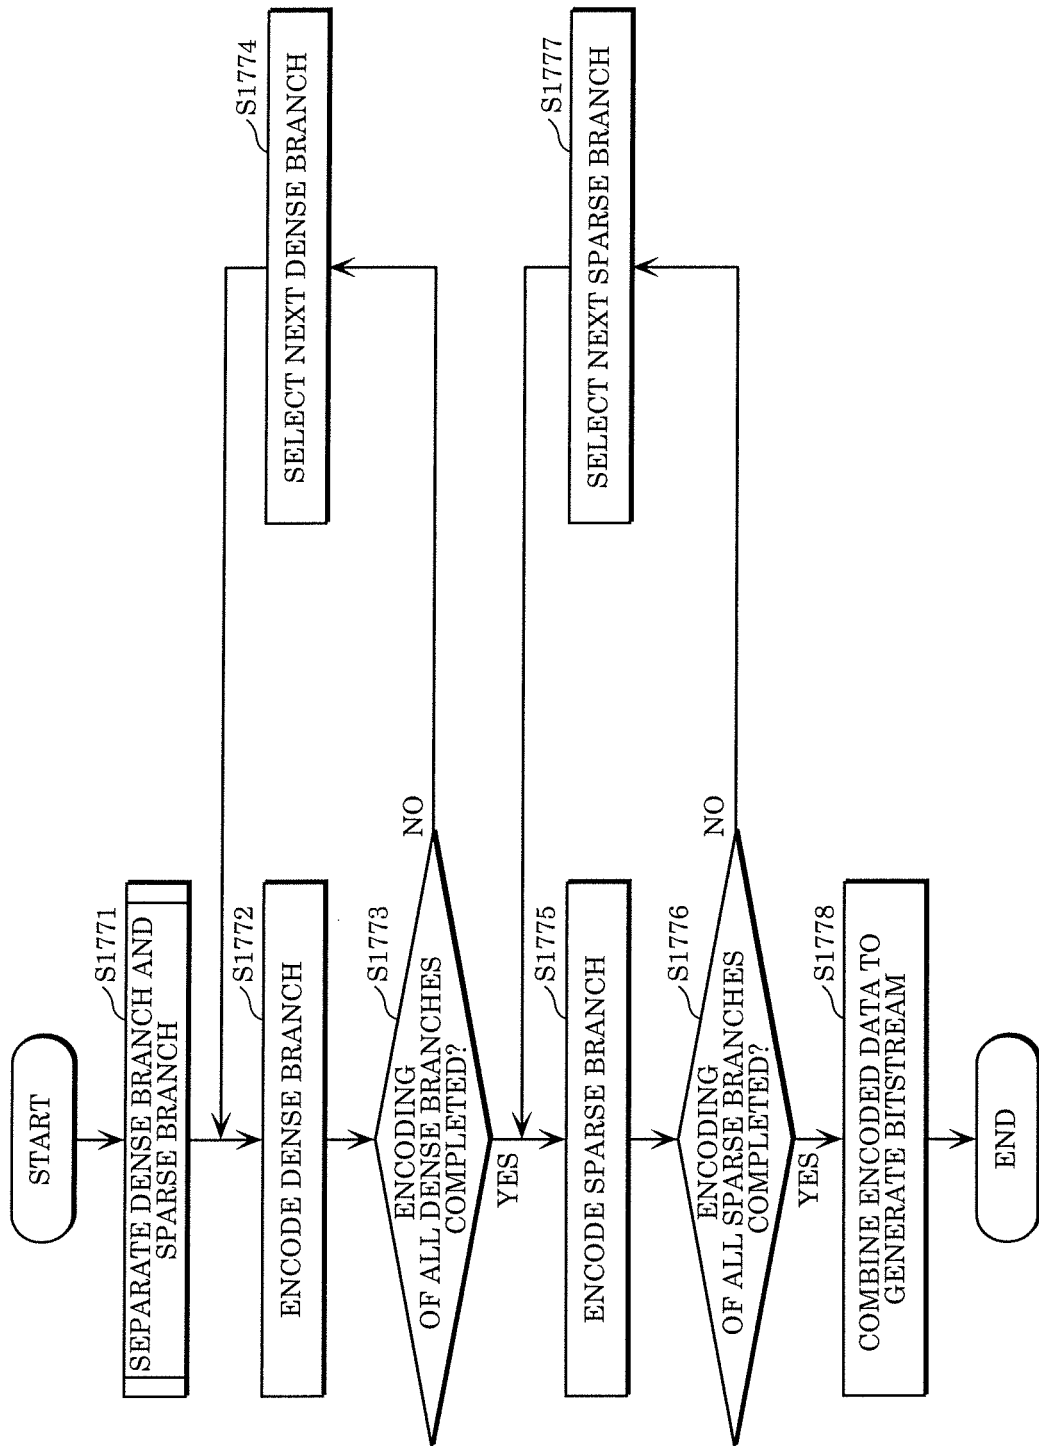 START
S1771
SEPARATE DENSE BRANCH AND
SPARSE BRANCH
S1772
ENCODE DENSE BRANCH
S1773
ENCODING
OF ALL DENSE BRANCHES
COMPLETED?
NO
YES
S1774
SELECT NEXT DENSE BRANCH
S1775
ENCODE SPARSE BRANCH
S1776
ENCODING
OF ALL SPARSE BRANCHES
COMPLETED?
NO
YES
S1777
SELECT NEXT SPARSE BRANCH
S1778
COMBINE ENCODED DATA TO
GENERATE BITSTREAM
END